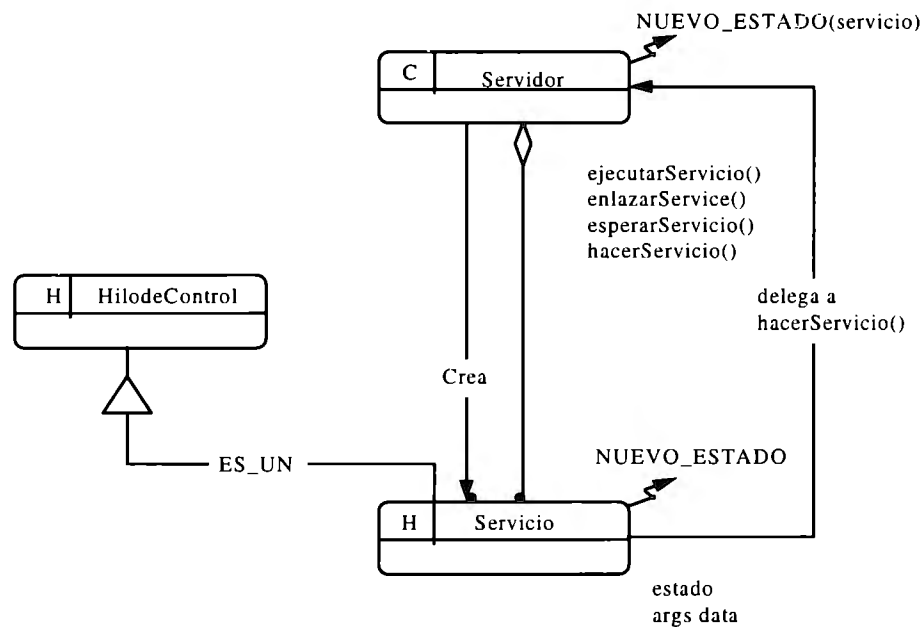 NUEVO_ESTADO(servicio)
C Servidor
ejecutarServicio()
enlazarService()
esperarServicio()
hacerServicio()
H HilodeControl
delega a
hacerServicio()
Crea
ES_UN
NUEVO_ESTADO
H Servicio
estado
args data